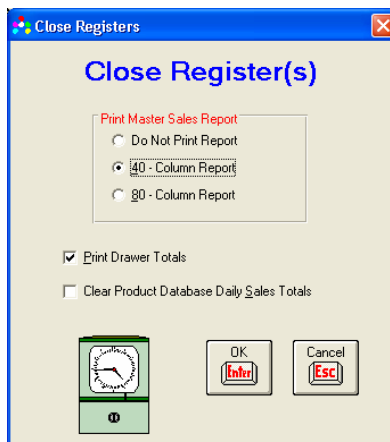 Close Registers
Close Register(s)
Print Master Sales Report
Do Not Print Report
40 - Column Report
80 - Column Report
Print Drawer Totals
Clear Product Database Daily Sales Totals
OK Cancel
Enter Esc